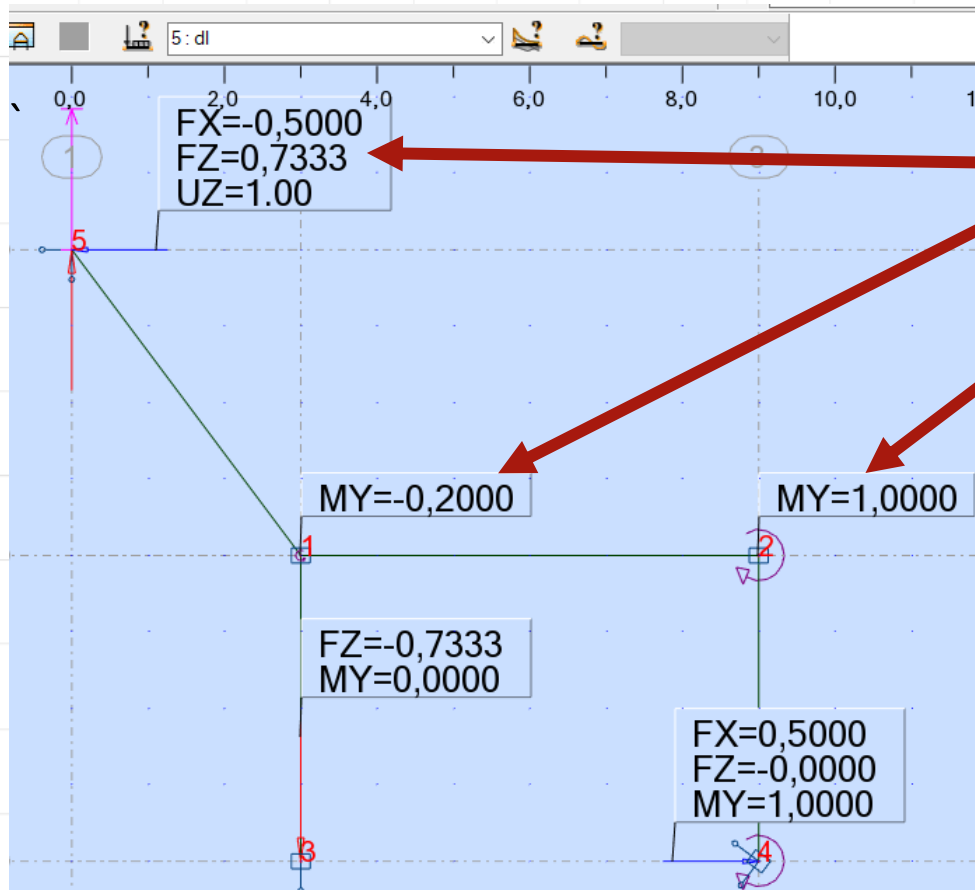 5 : dl
0,0 2,0 4,0 6,0 8,0 10,0
FX=-0,5000
FZ=0,7333
UZ=1.00
1
5
MY=-0,2000
MY=1,0000
1
2
FZ=-0,7333
MY=0,0000
FX=0,5000
FZ=-0,0000
MY=1,0000
3
4